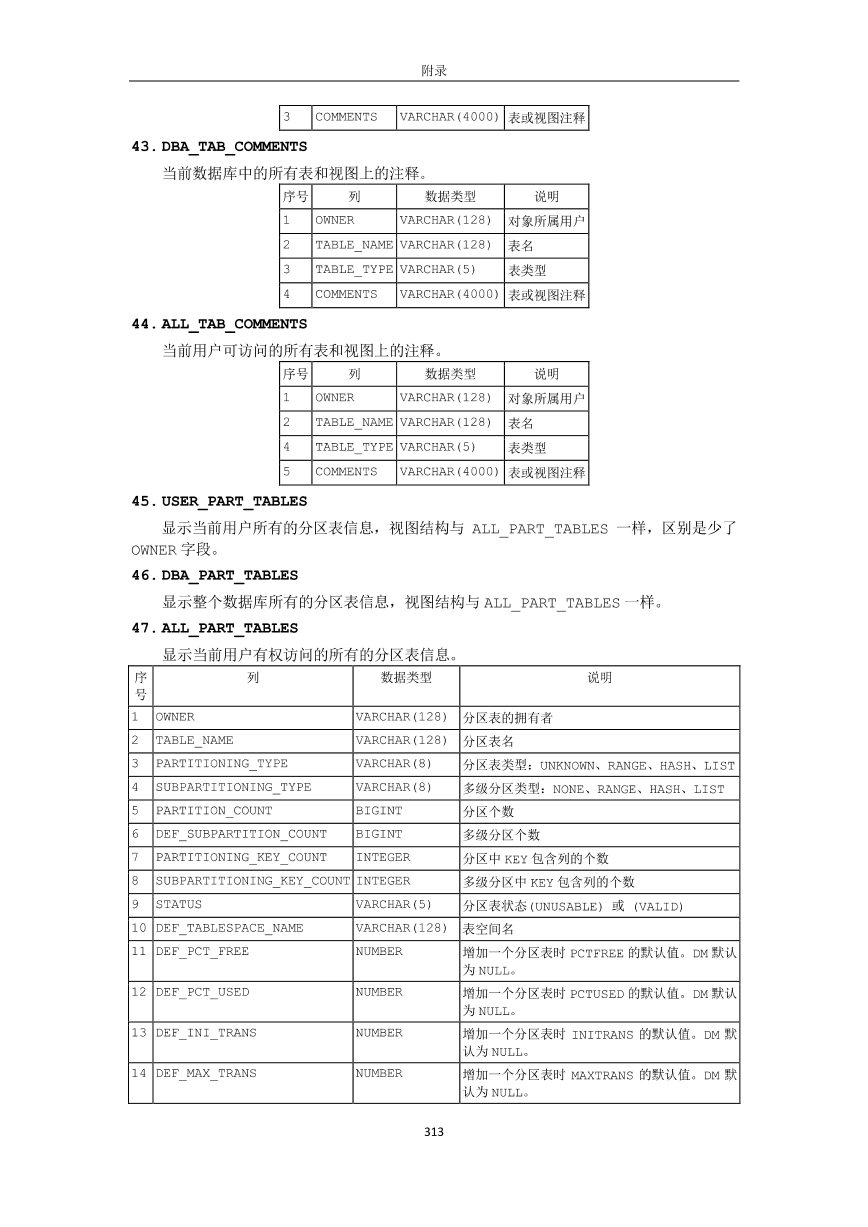 附录
3 COMMENTS VARCHAR(4000) 表或视图注释
43. DBA_TAB_COMMENTS
当前数据库中的所有表和视图上的注释。
序号 列 数据类型 说明
1 OWNER VARCHAR(128) 对象所属用户
2 TABLE_NAME VARCHAR(128) 表名
3 TABLE_TYPE VARCHAR(5) 表类型
4 COMMENTS VARCHAR(4000) 表或视图注释
44. ALL_TAB_COMMENTS
当前用户可访问的所有表和视图上的注释。
序号 列 数据类型 说明
1 OWNER VARCHAR(128) 对象所属用户
2 TABLE_NAME VARCHAR(128) 表名
4 TABLE_TYPE VARCHAR(5) 表类型
5 COMMENTS VARCHAR(4000) 表或视图注释
45. USER_PART_TABLES
显示当前用户所有的分区表信息，视图结构与 ALL_PART_TABLES 一样，区别是少了
OWNER 字段。
46. DBA_PART_TABLES
显示整个数据库所有的分区表信息，视图结构与 ALL_PART_TABLES 一样。
47. ALL_PART_TABLES
显示当前用户有权访问的所有的分区表信息。
序 列 数据类型 说明
号
1 OWNER VARCHAR(128) 分区表的拥有者
2 TABLE_NAME VARCHAR(128) 分区表名
3 PARTITIONING_TYPE VARCHAR(8) 分区表类型：UNKNOWN、RANGE、HASH、LIST
4 SUBPARTITIONING_TYPE VARCHAR(8) 多级分区类型：NONE、RANGE、HASH、LIST
5 PARTITION_COUNT BIGINT 分区个数
6 DEF_SUBPARTITION_COUNT BIGINT 多级分区个数
7 PARTITIONING_KEY_COUNT INTEGER 分区中 KEY 包含列的个数
8 SUBPARTITIONING_KEY_COUNT INTEGER 多级分区中 KEY 包含列的个数
9 STATUS VARCHAR(5) 分区表状态(UNUSABLE) 或 (VALID)
10 DEF_TABLESPACE_NAME VARCHAR(128) 表空间名
11 DEF_PCT_FREE NUMBER 增加一个分区表时 PCTFREE 的默认值。DM 默认
为 NULL。
12 DEF_PCT_USED NUMBER 增加一个分区表时 PCTUSED 的默认值。DM 默认
为 NULL。
13 DEF_INI_TRANS NUMBER 增加一个分区表时 INITRANS 的默认值。DM 默
认为 NULL。
14 DEF_MAX_TRANS NUMBER 增加一个分区表时 MAXTRANS 的默认值。DM 默
认为 NULL。
313